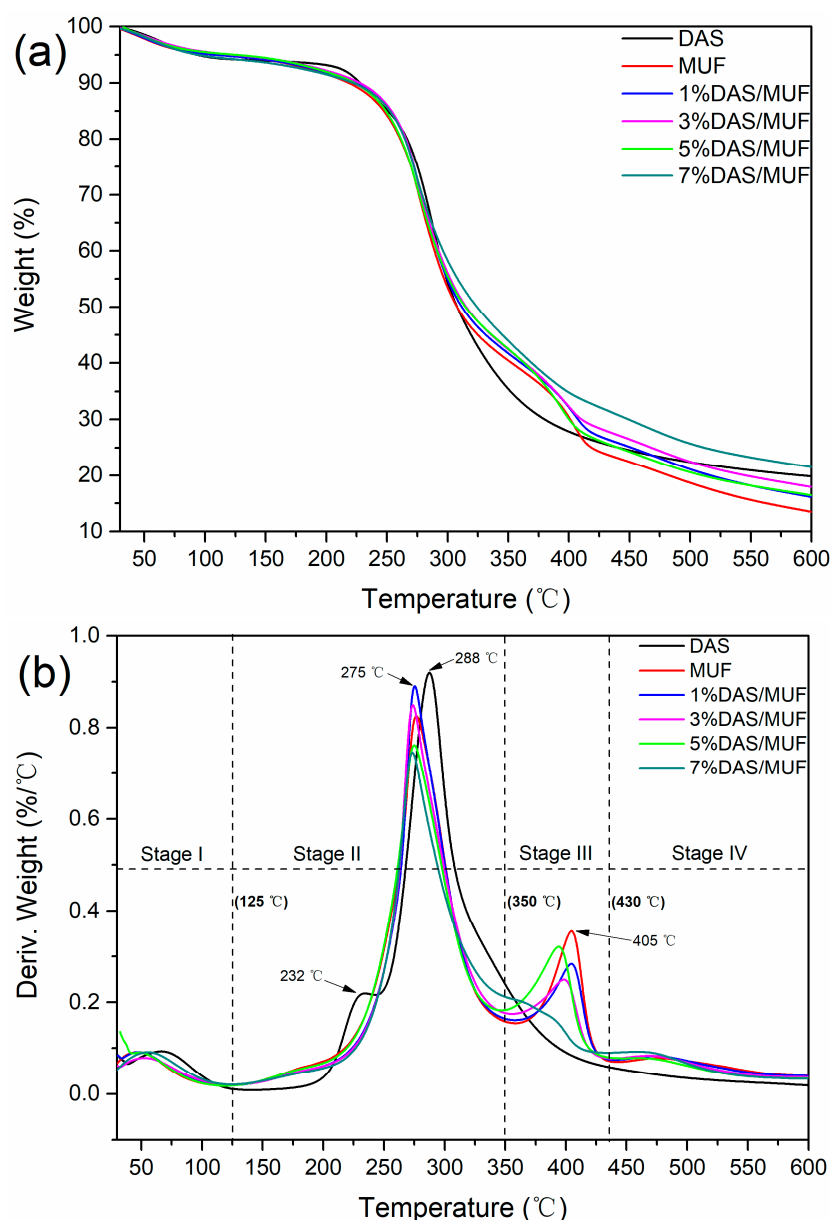 (a)
DAS
MUF
1%DAS/MUF
3%DAS/MUF
5%DAS/MUF
7%DAS/MUF
100
90
80
70
60
50
40
30
20
10
Weight (%)
50 100 150 200 250 300 350 400 450 500 550 600
Temperature (℃)
(b)
DAS
MUF
1%DAS/MUF
3%DAS/MUF
5%DAS/MUF
7%DAS/MUF
1.0
0.8
0.6
0.4
0.2
0.0
Deriv. Weight (%/℃)
275 ℃
288 ℃
Stage I Stage II Stage III Stage IV
(125 ℃) (350 ℃) (430 ℃)
232 ℃
405 ℃
50 100 150 200 250 300 350 400 450 500 550 600
Temperature (℃)